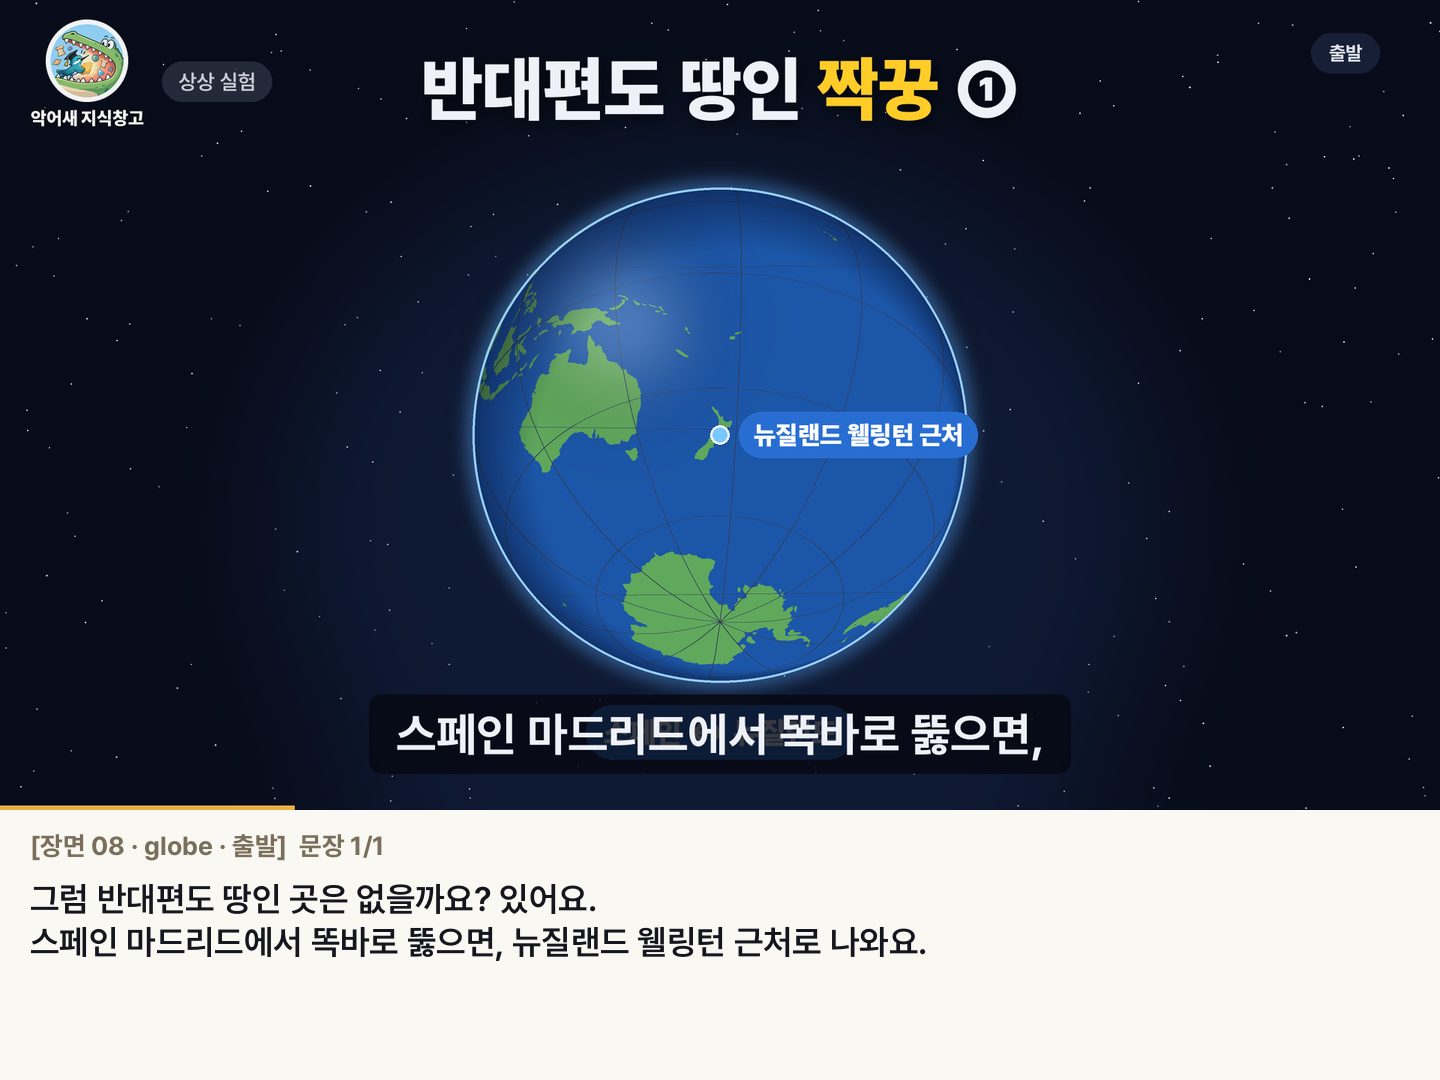 악어새 지식창고
상상 실험
반대편도 땅인 짝꿍 ①
출발
뉴질랜드 웰링턴 근처
스페인 마드리드에서 똑바로 뚫으면,
[장면 08 · globe · 출발] 문장 1/1
그럼 반대편도 땅인 곳은 없을까요? 있어요.
스페인 마드리드에서 똑바로 뚫으면, 뉴질랜드 웰링턴 근처로 나와요.